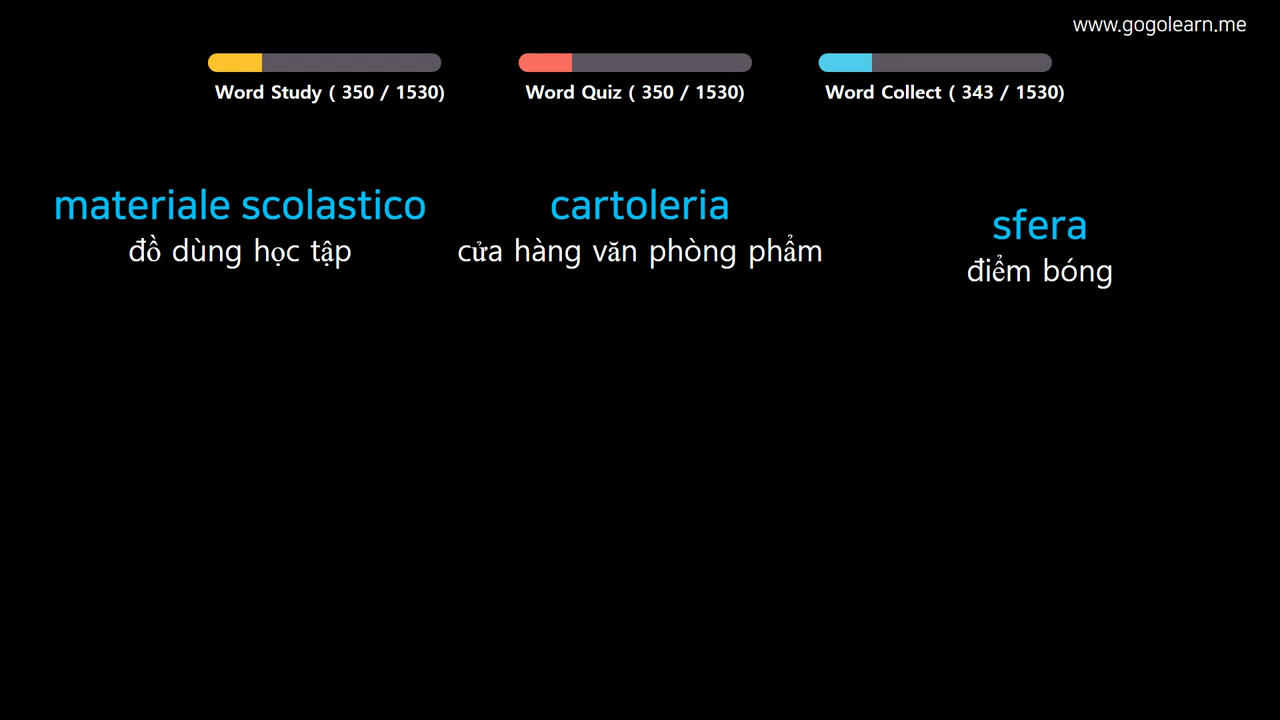 www.gogolearn.me
Word Study ( 350 / 1530)
Word Quiz ( 350 / 1530)
Word Collect ( 343 / 1530)
materiale scolastico
đồ dùng học tập
cartoleria
cửa hàng văn phòng phẩm
sfera
điểm bóng